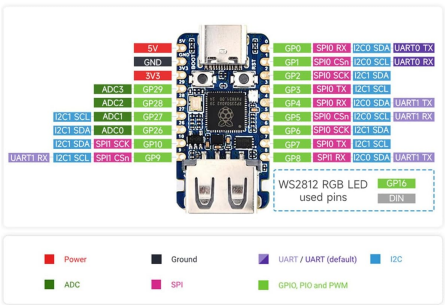 5V GP0 SPI0 RX I2C0 SDA UART0 TX
GND GP1 SPI0 CSn I2C0 SCL UART0 RX
3V3 GP2 SPI0 SCK I2C1 SDA
ADC3 GP29 GP3 SPI0 TX I2C1 SCL
ADC2 GP28 GP4 SPI0 RX I2C0 SDA UART1 TX
I2C1 SCL ADC1 GP27 GP5 SPI0 CSn I2C0 SCL UART1 RX
I2C1 SDA ADC0 GP26 GP6 SPI0 SCK I2C1 SDA
I2C1 SDA SPI1 SCK GP10 GP7 SPI0 TX I2C1 SCL
UART1 RX I2C1 SCL SPI1 CSn GP9 GP8 SPI1 RX I2C0 SDA UART1 TX
BOOT
RST
WS2812 RGB LED GP16
used pins DIN
Power Ground UART / UART (default) I2C
ADC SPI GPIO, PIO and PWM